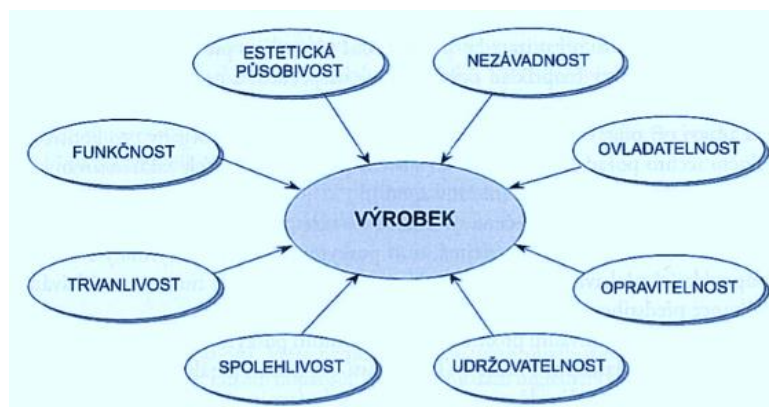 ESTETICKÁ
PŮSOBIVOST
NEZÁVADNOST
FUNKČNOST
OVLADATELNOST
VÝROBEK
TRVANLIVOST
OPRAVITELNOST
SPOLEHLIVOST
UDRŽOVATELNOST